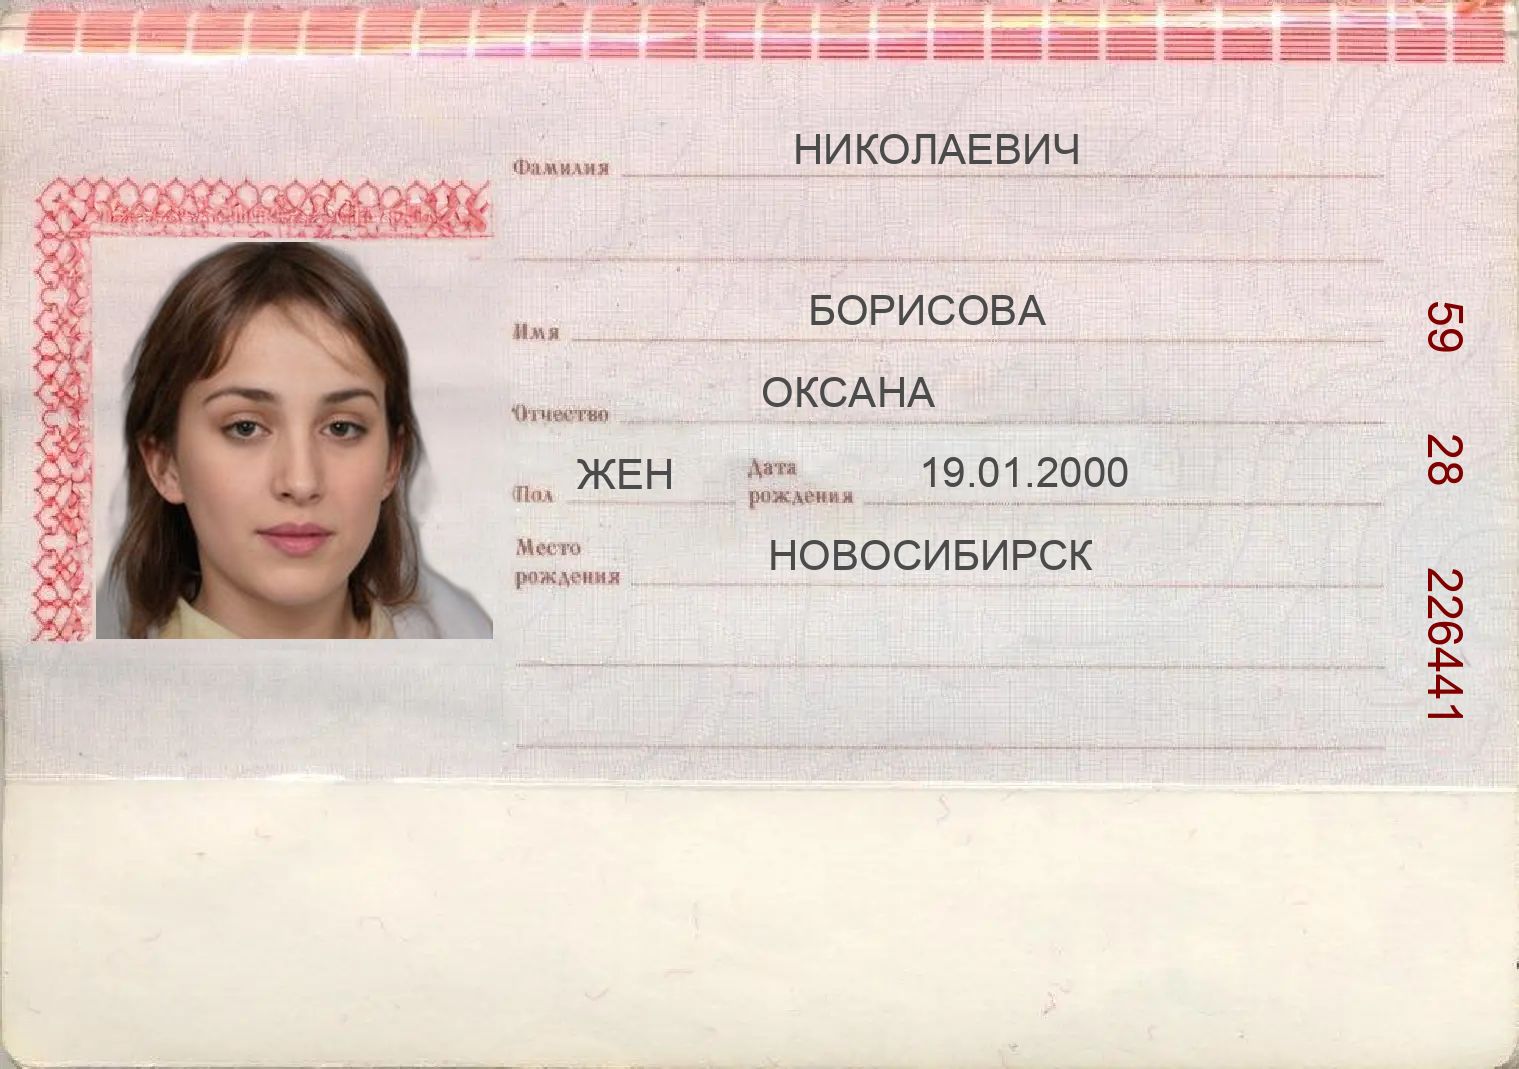 Фамилия НИКОЛАЕВИЧ
Имя БОРИСОВА
Отчество ОКСАНА
Пол ЖЕН Дата рождения 19.01.2000
Место рождения НОВОСИБИРСК
59 28 226441